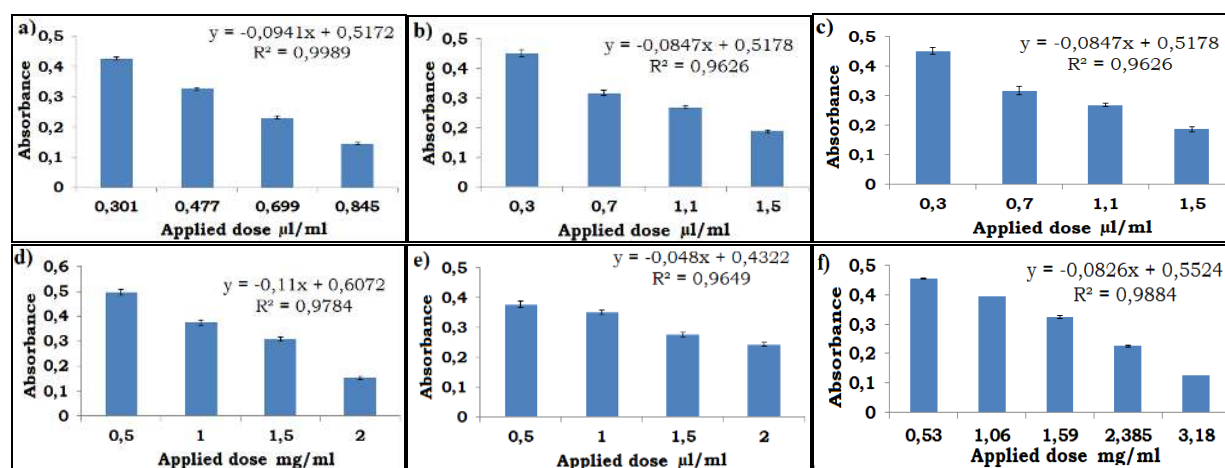 a)
y = -0,0941x + 0,5172
R² = 0,9989
Absorbance
0,5
0,4
0,3
0,2
0,1
0
0,301 0,477 0,699 0,845
Applied dose µl/ml
b)
y = -0,0847x + 0,5178
R² = 0,9626
Absorbance
0,5
0,4
0,3
0,2
0,1
0
0,3 0,7 1,1 1,5
Applied dose µl/ml
c)
y = -0,0847x + 0,5178
R² = 0,9626
Absorbance
0,5
0,4
0,3
0,2
0,1
0
0,3 0,7 1,1 1,5
Applied dose µl/ml
d)
y = -0,11x + 0,6072
R² = 0,9784
Absorbance
0,6
0,5
0,4
0,3
0,2
0,1
0
0,5 1 1,5 2
Applied dose mg/ml
e)
y = -0,048x + 0,4322
R² = 0,9649
Absorbance
0,5
0,4
0,3
0,2
0,1
0
0,5 1 1,5 2
Applied dose µl/ml
f)
y = -0,0826x + 0,5524
R² = 0,9884
Absorbance
0,5
0,4
0,3
0,2
0,1
0
0,53 1,06 1,59 2,385 3,18
Applied dose mg/ml